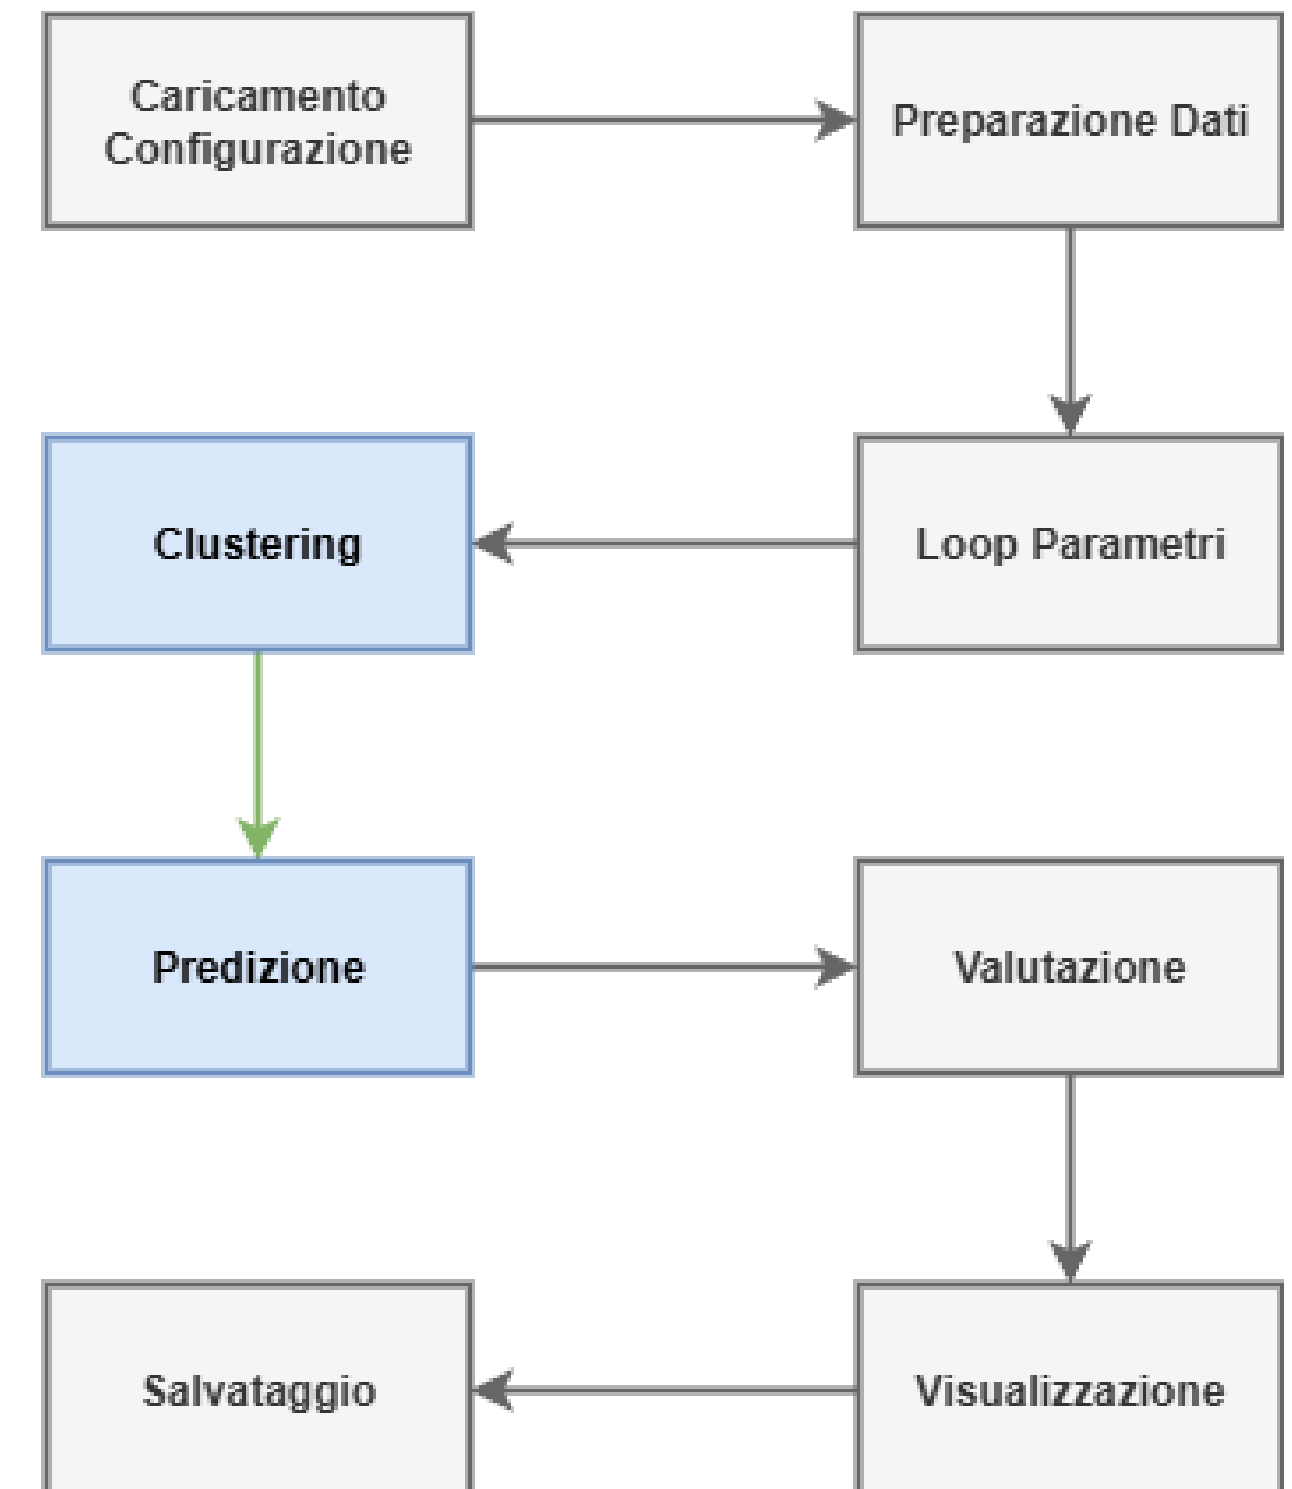 Caricamento
Configurazione
Preparazione Dati
Clustering
Loop Parametri
Predizione
Valutazione
Salvataggio
Visualizzazione